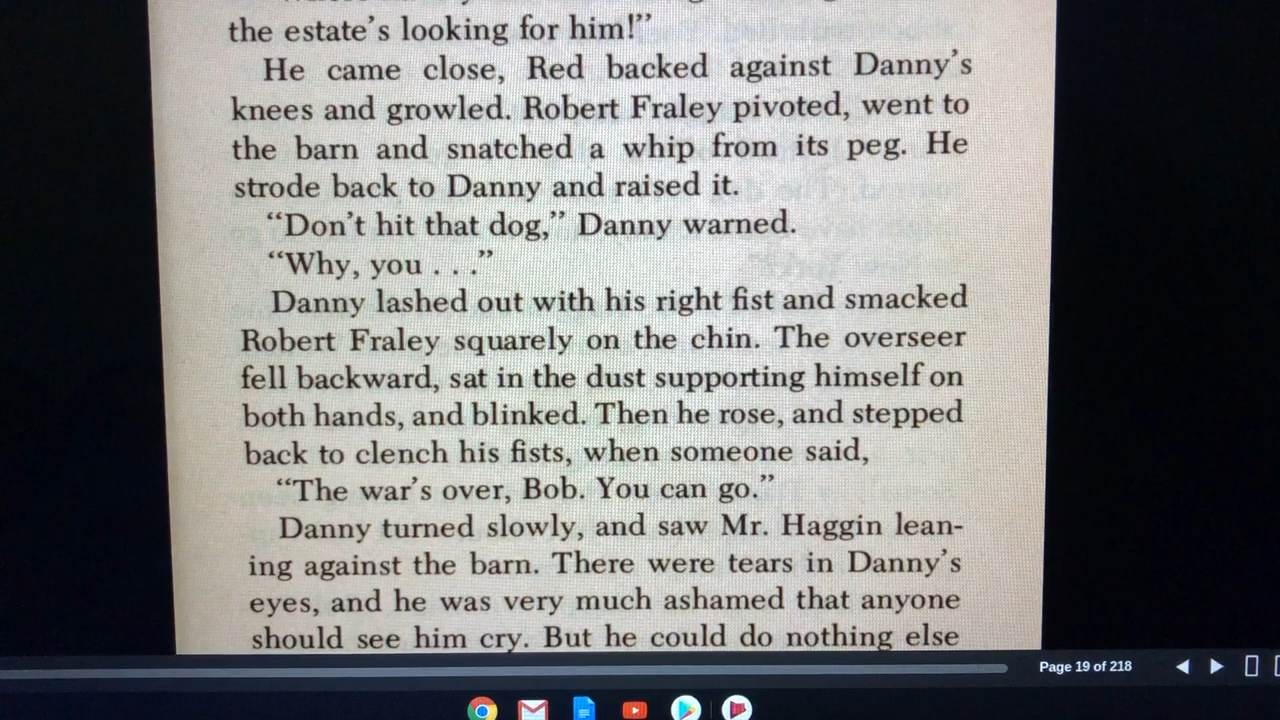 the estate’s looking for him!”
He came close, Red backed against Danny’s
knees and growled. Robert Fraley pivoted, went to
the barn and snatched a whip from its peg. He
strode back to Danny and raised it.
“Don’t hit that dog,” Danny warned.
“Why, you . . .”
Danny lashed out with his right fist and smacked
Robert Fraley squarely on the chin. The overseer
fell backward, sat in the dust supporting himself on
both hands, and blinked. Then he rose, and stepped
back to clench his fists, when someone said,
“The war’s over, Bob. You can go.”
Danny turned slowly, and saw Mr. Haggin lean-
ing against the barn. There were tears in Danny’s
eyes, and he was very much ashamed that anyone
should see him cry. But he could do nothing else
Page 19 of 218